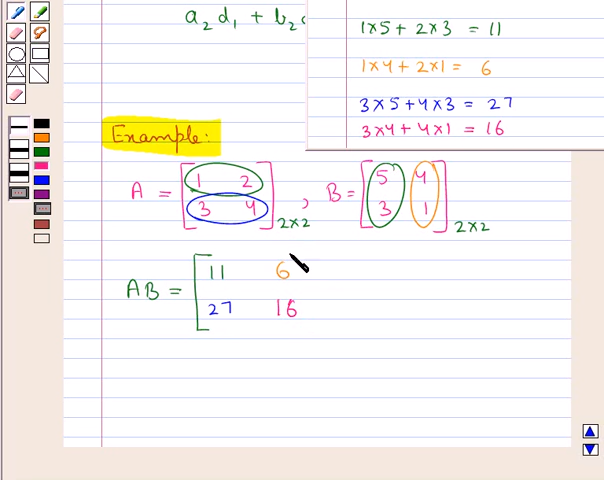 a₂ d₁ + b₂
1×5 + 2×3 = 11
1×4 + 2×1 = 6
3×5+4×3 = 27
3×4+4×1 = 16
Example:
A = [1 2
3 4]2×2 , B = [5 4
3 1]2×2
AB = [11 6
27 16